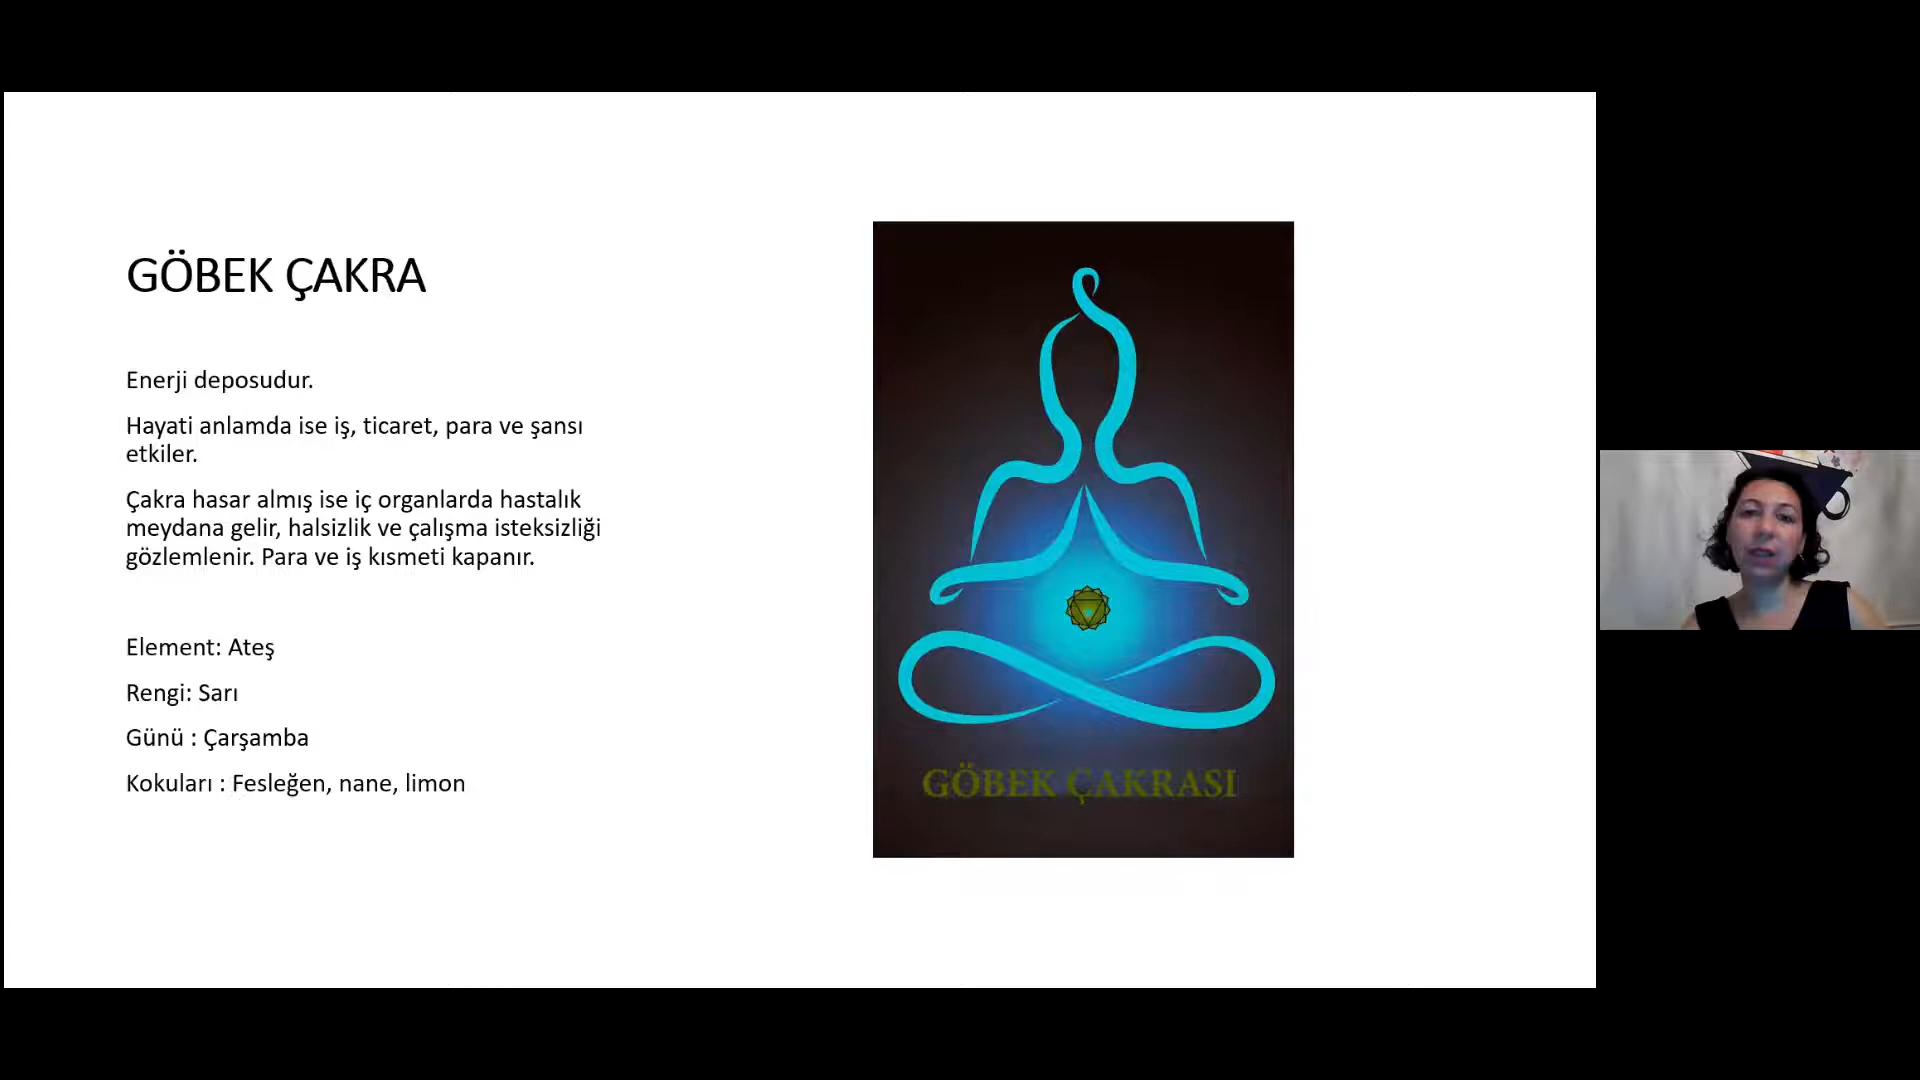 GÖBEK ÇAKRA
Enerji deposudur.
Hayati anlamda ise iş, ticaret, para ve şansı
etkiler.
Çakra hasar almış ise iç organlarda hastalık
meydana gelir, halsizlik ve çalışma isteksizliği
gözlemlenir. Para ve iş kısmeti kapanır.
Element: Ateş
Rengi: Sarı
Günü : Çarşamba
Kokuları : Fesleğen, nane, limon
GÖBEK ÇAKRASI